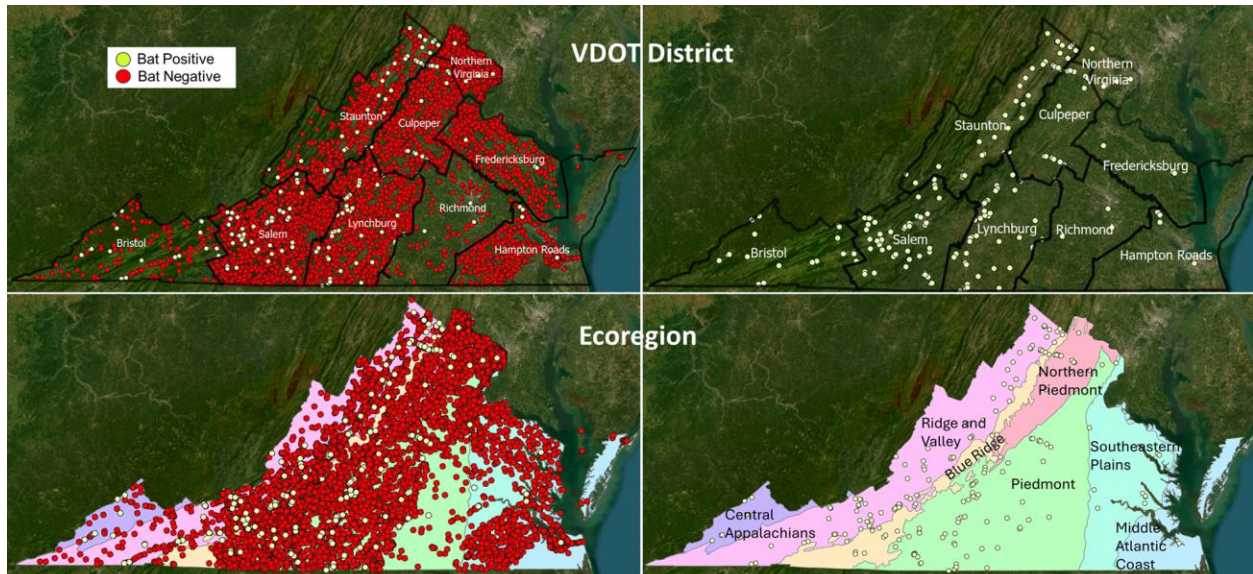 VDOT District
Bat Positive
Bat Negative
Northern
Virginia
Staunton
Culpeper
Fredericksburg
Richmond
Lynchburg
Salem
Bristol
Hampton Roads
Northern
Virginia
Culpeper
Staunton
Fredericksburg
Lynchburg
Richmond
Salem
Bristol
Hampton Roads
Ecoregion
Northern
Piedmont
Ridge and
Valley
Blue Ridge
Southeastern
Plains
Piedmont
Central
Appalachians
Middle
Atlantic
Coast